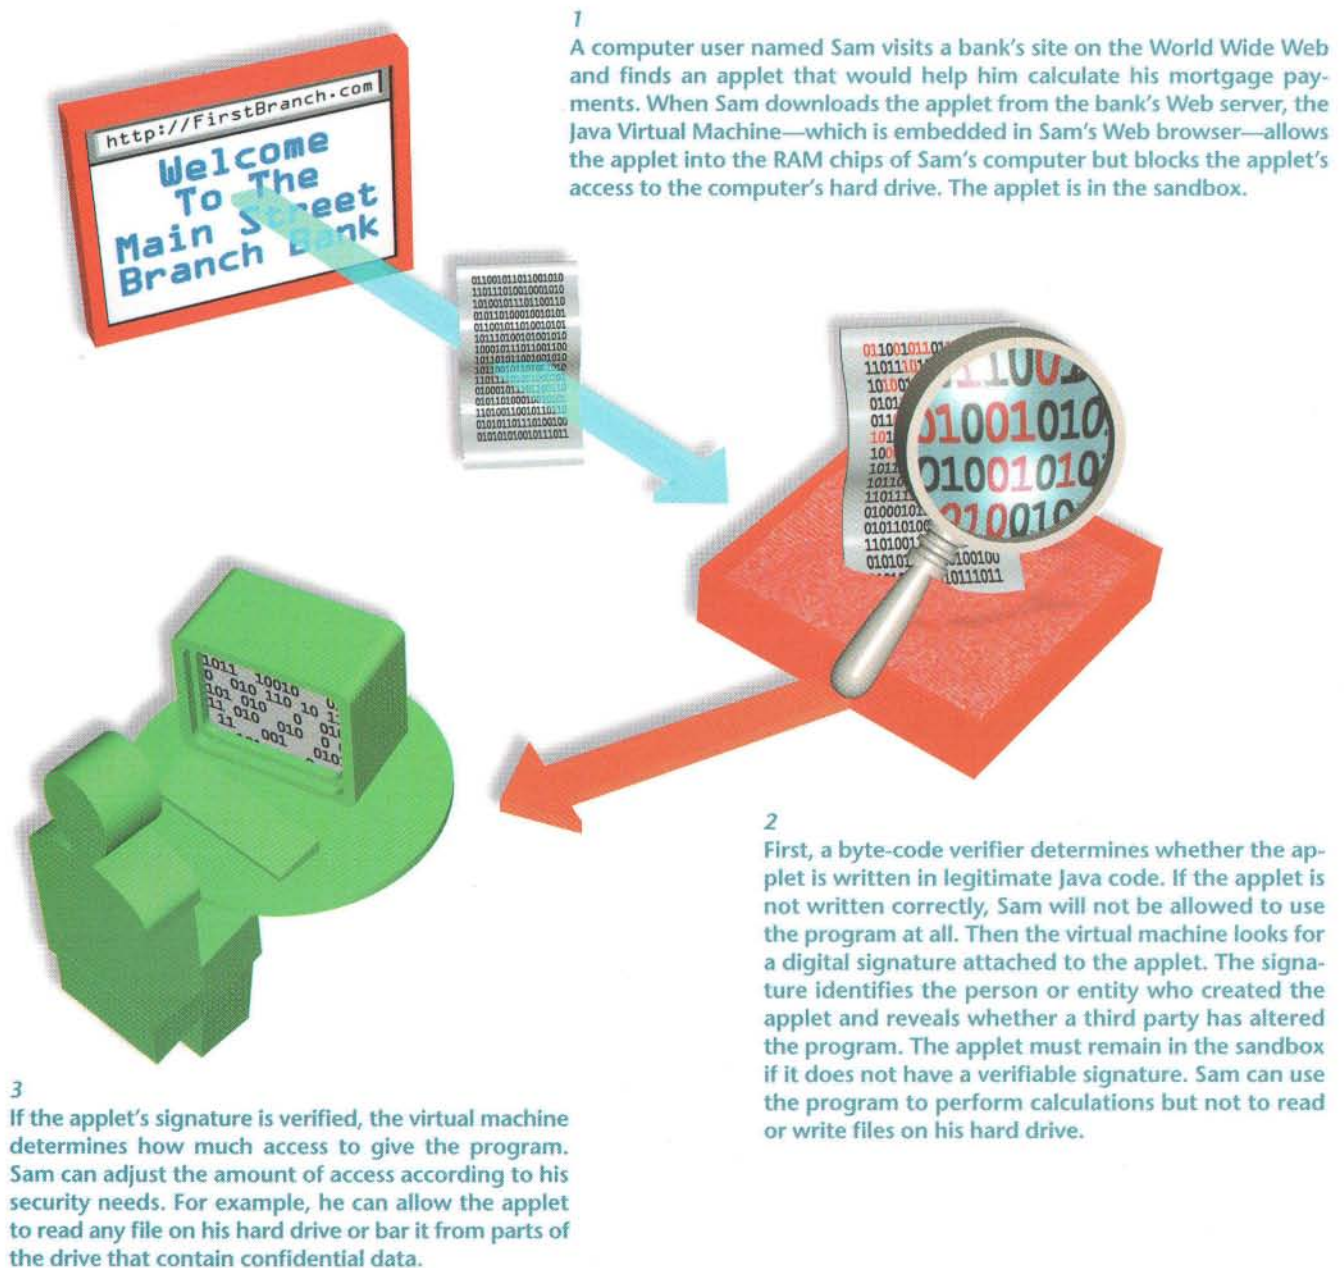 1
A computer user named Sam visits a bank's site on the World Wide Web
and finds an applet that would help him calculate his mortgage pay-
ments. When Sam downloads the applet from the bank's Web server, the
Java Virtual Machine—which is embedded in Sam's Web browser—allows
the applet into the RAM chips of Sam's computer but blocks the applet's
access to the computer's hard drive. The applet is in the sandbox.
http://FirstBranch.com
Welcome
To The
Main Street
Branch Bank
2
First, a byte-code verifier determines whether the ap-
plet is written in legitimate Java code. If the applet is
not written correctly, Sam will not be allowed to use
the program at all. Then the virtual machine looks for
a digital signature attached to the applet. The signa-
ture identifies the person or entity who created the
applet and reveals whether a third party has altered
the program. The applet must remain in the sandbox
if it does not have a verifiable signature. Sam can use
the program to perform calculations but not to read
or write files on his hard drive.
3
If the applet's signature is verified, the virtual machine
determines how much access to give the program.
Sam can adjust the amount of access according to his
security needs. For example, he can allow the applet
to read any file on his hard drive or bar it from parts of
the drive that contain confidential data.